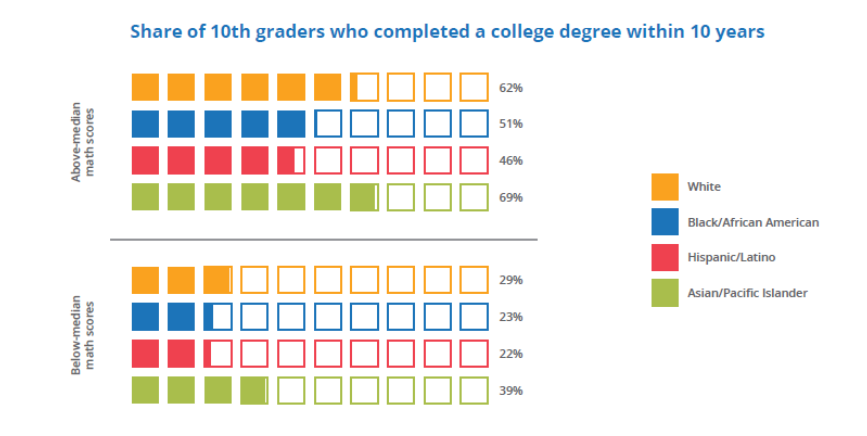 Share of 10th graders who completed a college degree within 10 years
Above-median
math scores
62%
51%
46%
69%
Below-median
math scores
29%
23%
22%
39%
White
Black/African American
Hispanic/Latino
Asian/Pacific Islander